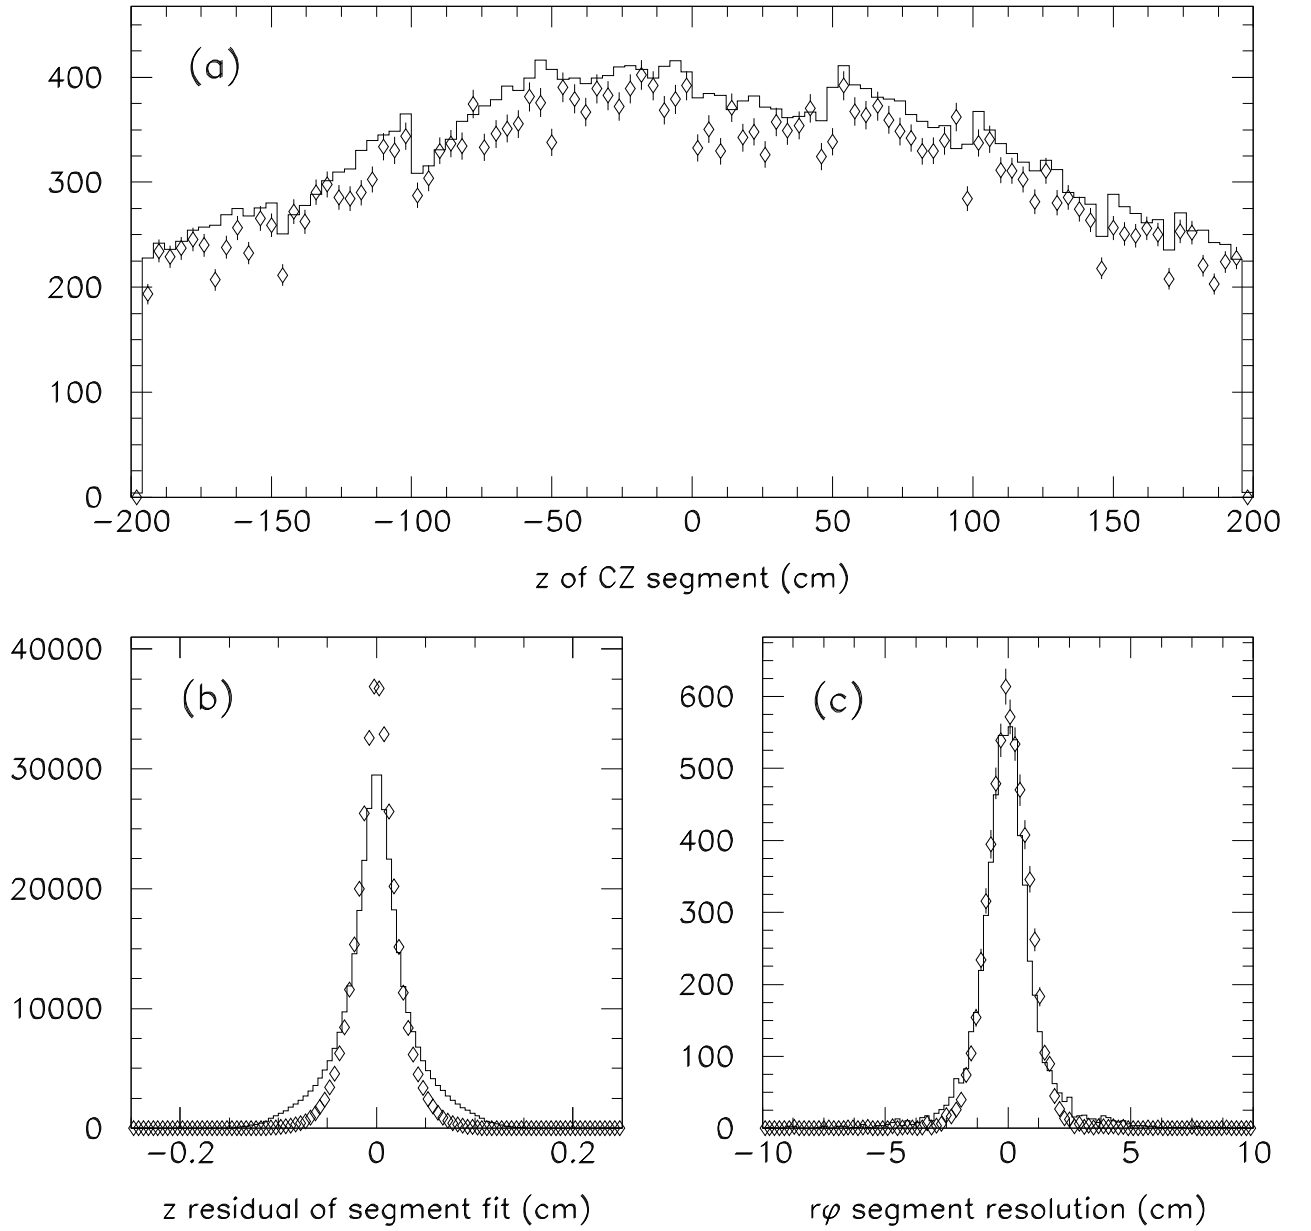 (a)
400
300
200
100
0
−200 −150 −100 −50 0 50 100 150 200
z of CZ segment (cm)
40000
30000
20000
10000
0
(b)
−0.2 0 0.2
z residual of segment fit (cm)
(c)
600
500
400
300
200
100
0
−10 −5 0 5 10
rφ segment resolution (cm)